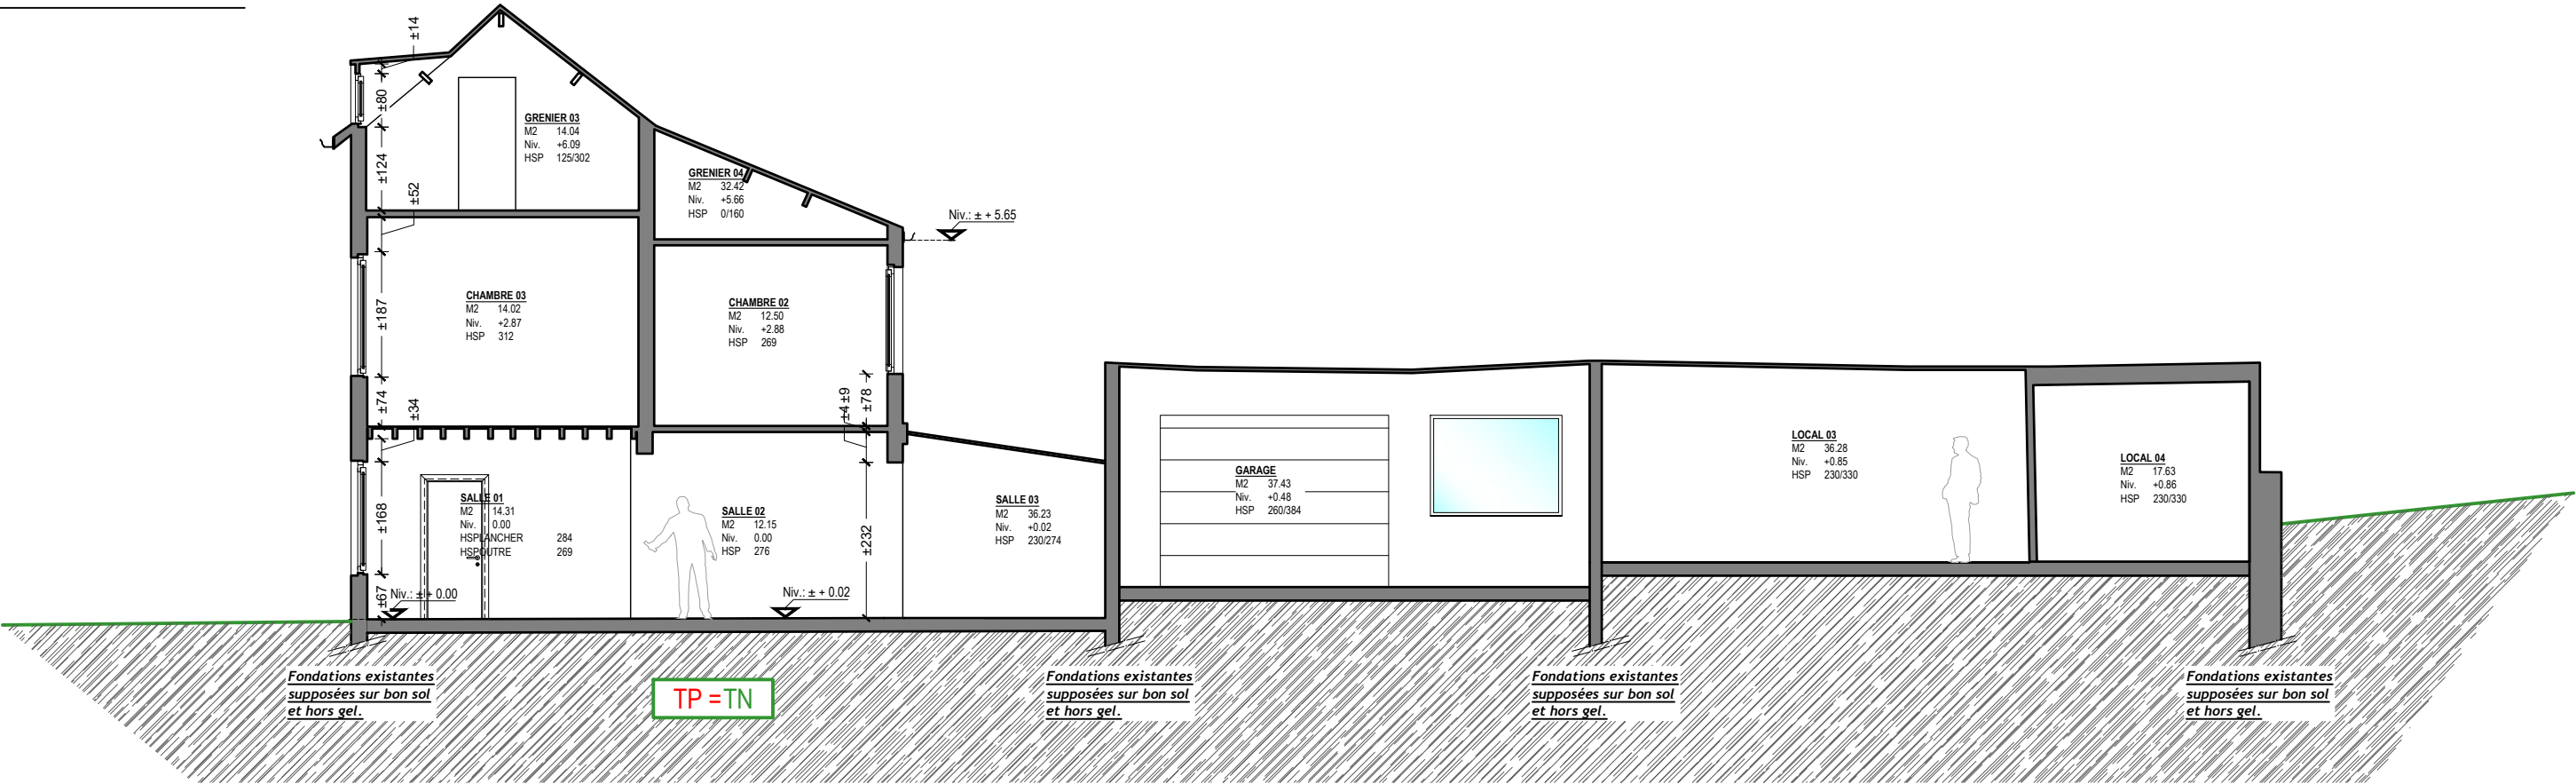 ±14
±80
±124
±52
GRENIER 03
M2 14.04
Niv. +6.09
HSP 125/302
GRENIER 04
M2 32.42
Niv. +5.66
HSP 0/160
Niv.: ± + 5.65
±187
±74
±34
CHAMBRE 03
M2 14.02
Niv. +2.87
HSP 312
CHAMBRE 02
M2 12.50
Niv. +2.88
HSP 269
±4
±9
±78
±168
±67
SALLE 01
M2 14.31
Niv. 0.00
HSPLANCHER 284
HSPOUTRE 269
Niv.: ± + 0.00
SALLE 02
M2 12.15
Niv. 0.00
HSP 276
Niv.: ± + 0.02
±232
SALLE 03
M2 36.23
Niv. +0.02
HSP 230/274
GARAGE
M2 37.43
Niv. +0.48
HSP 260/384
LOCAL 03
M2 36.28
Niv. +0.85
HSP 230/330
LOCAL 04
M2 17.63
Niv. +0.86
HSP 230/330
Fondations existantes
supposées sur bon sol
et hors gel.
TP =TN
Fondations existantes
supposées sur bon sol
et hors gel.
Fondations existantes
supposées sur bon sol
et hors gel.
Fondations existantes
supposées sur bon sol
et hors gel.